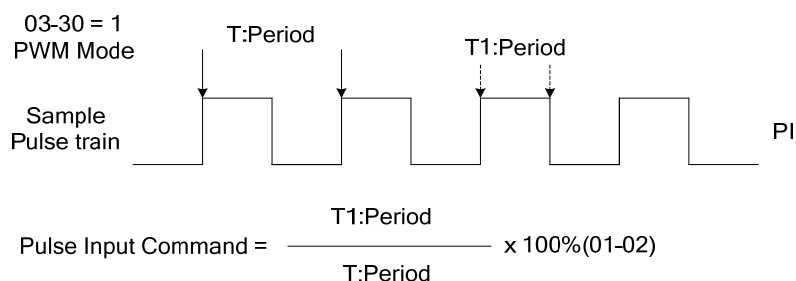 03-30 = 1
PWM Mode
T:Period
T1:Period
Sample
Pulse train
PI
T1:Period
Pulse Input Command = x 100%(01-02)
T:Period